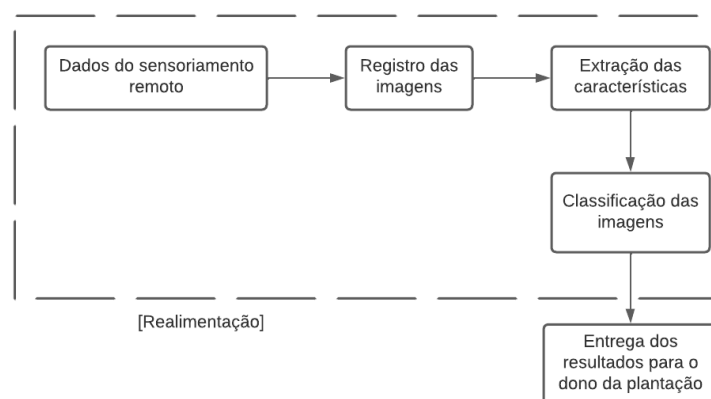 Dados do sensoriamento
remoto
Registro das
imagens
Extração das
características
Classificação das
imagens
[Realimentação]
Entrega dos
resultados para o
dono da plantação